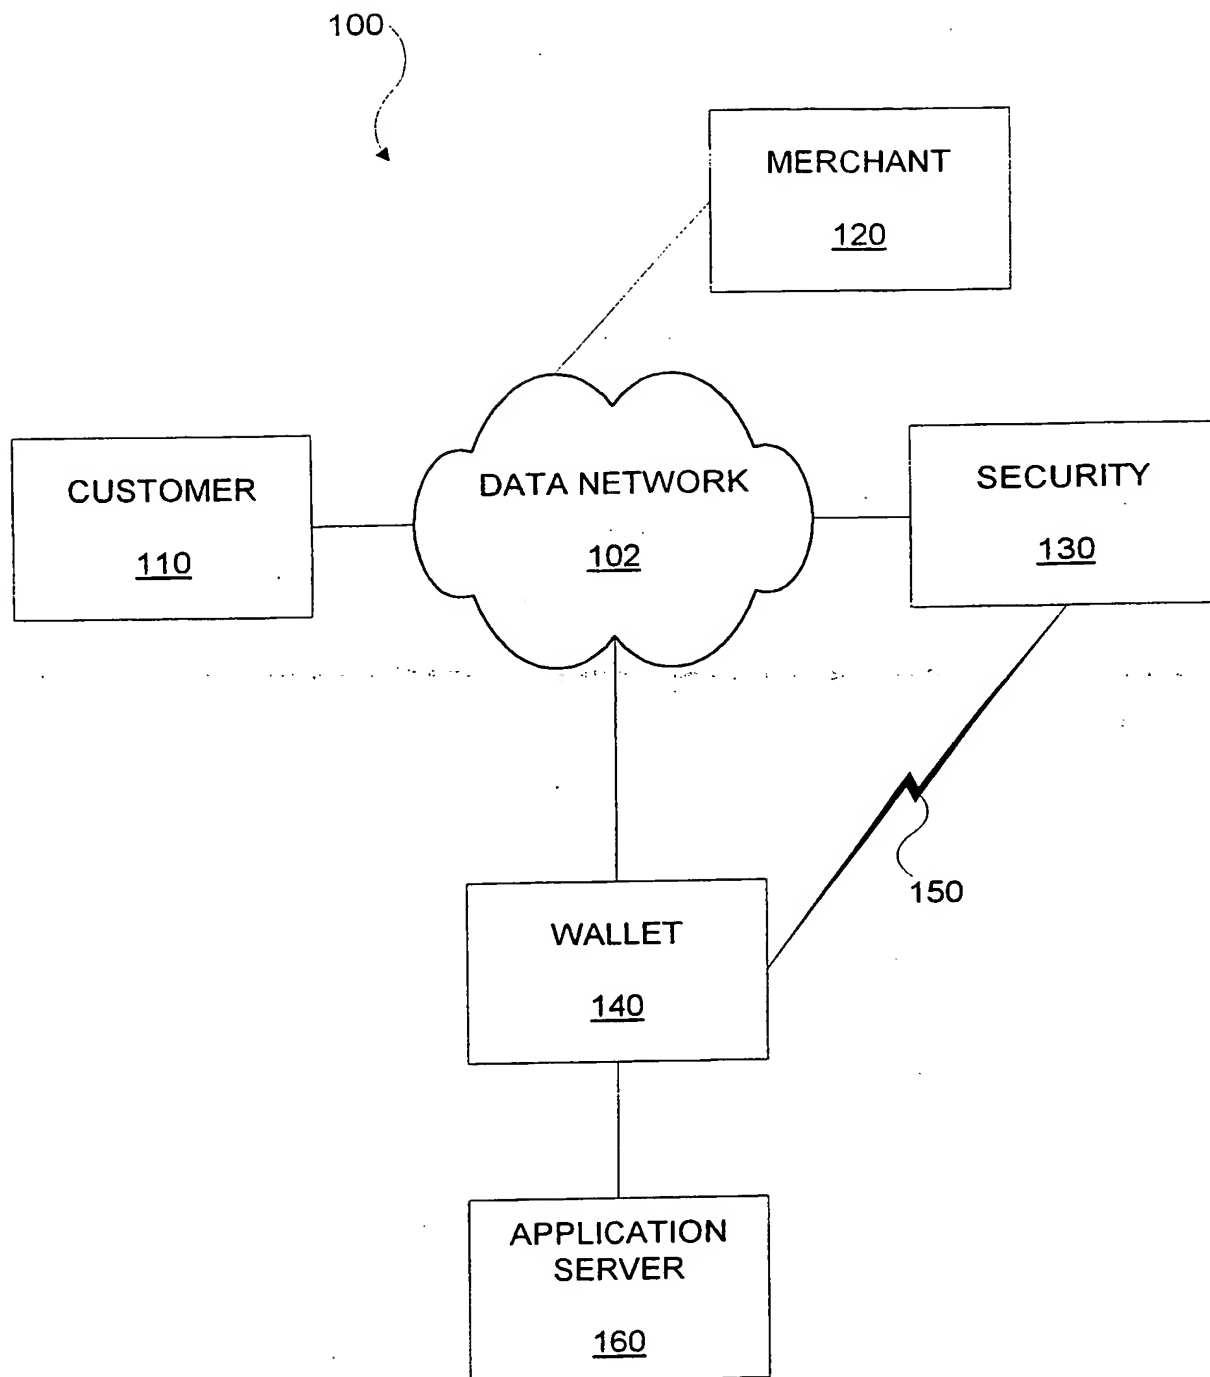 100
MERCHANT
120
CUSTOMER
110
DATA NETWORK
102
SECURITY
130
150
WALLET
140
APPLICATION
SERVER
160